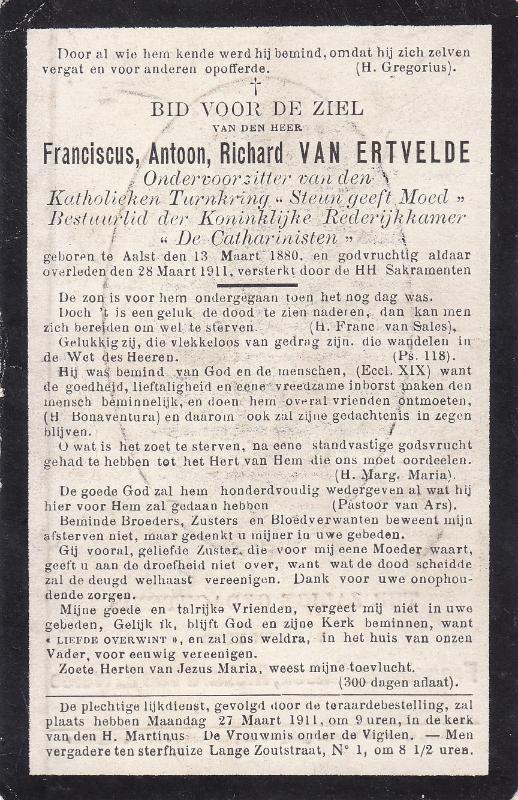 Door al wie hem kende werd hij bemind, omdat hij zich zelven
vergat en voor anderen opofferde. (H. Gregorius).
†
BID VOOR DE ZIEL
VAN DEN HEER
Franciscus, Antoon, Richard VAN ERTVELDE
Ondervoorzitter van den
Katholieken Turnkring „ Steun geeft Moed „
Bestuurlid der Koninklijke Rederijkkamer
„ De Catharinisten „
geboren te Aalst den 13 Maart 1880. en godvruchtig aldaar
overleden den 28 Maart 1911, versterkt door de HH Sakramenten
De zon is voor hem ondergegaan toen het nog dag was.
Doch 't is een geluk de dood te zien naderen, dan kan men
zich bereiden om wel te sterven. (H. Franc van Sales),
Gelukkig zij, die vlekkeloos van gedrag zijn. die wandelen in
de Wet des Heeren. (Ps. 118).
Hij was bemind van God en de menschen, (Eccl. XIX) want
de goedheid, lieftaligheid en eene vreedzame inborst maken den
mensch beminnelijk, en doen hem overal vrienden ontmoeten,
(H Bonaventura) en daarom ook zal zijne gedachtenis in zegen
blijven.
O wat is het zoet te sterven, na eene standvastige godsvrucht
gehad te hebben tot het Hert van Hem die ons moet oordeelen.
(H. Marg. Maria).
De goede God zal hem honderdvoudig wedergeven al wat hij
hier voor Hem zal gedaan hebben (Pastoor van Ars).
Beminde Broeders, Zusters en Bloedverwanten beweent mijn
afsterven niet, maar gedenkt u mijner in uwe gebeden.
Gij vooral, geliefde Zuster, die voor mij eene Moeder waart,
geeft u aan de droefheid niet over, want wat de dood scheidde
zal de deugd welhaast vereenigen. Dank voor uwe onophou-
dende zorgen.
Mijne goede en talrijke Vrienden, vergeet mij niet in uwe
gebeden, Gelijk ik, blijft God en zijne Kerk beminnen, want
« LIEFDE OVERWINT », en zal ons weldra, in het huis van onzen
Vader, voor eeuwig vereenigen.
Zoete Herten van Jezus Maria, weest mijne toevlucht.
(300 dagen aflaat).
De plechtige lijkdienst, gevolgd door de teraardebestelling, zal
plaats hebben Maandag 27 Maart 1911, om 9 uren, in de kerk
van den H. Martinus De Vrouwmis onder de Vigilen. — Men
vergadere ten sterfhuize Lange Zoutstraat, N° 1, om 8 1/2 uren.